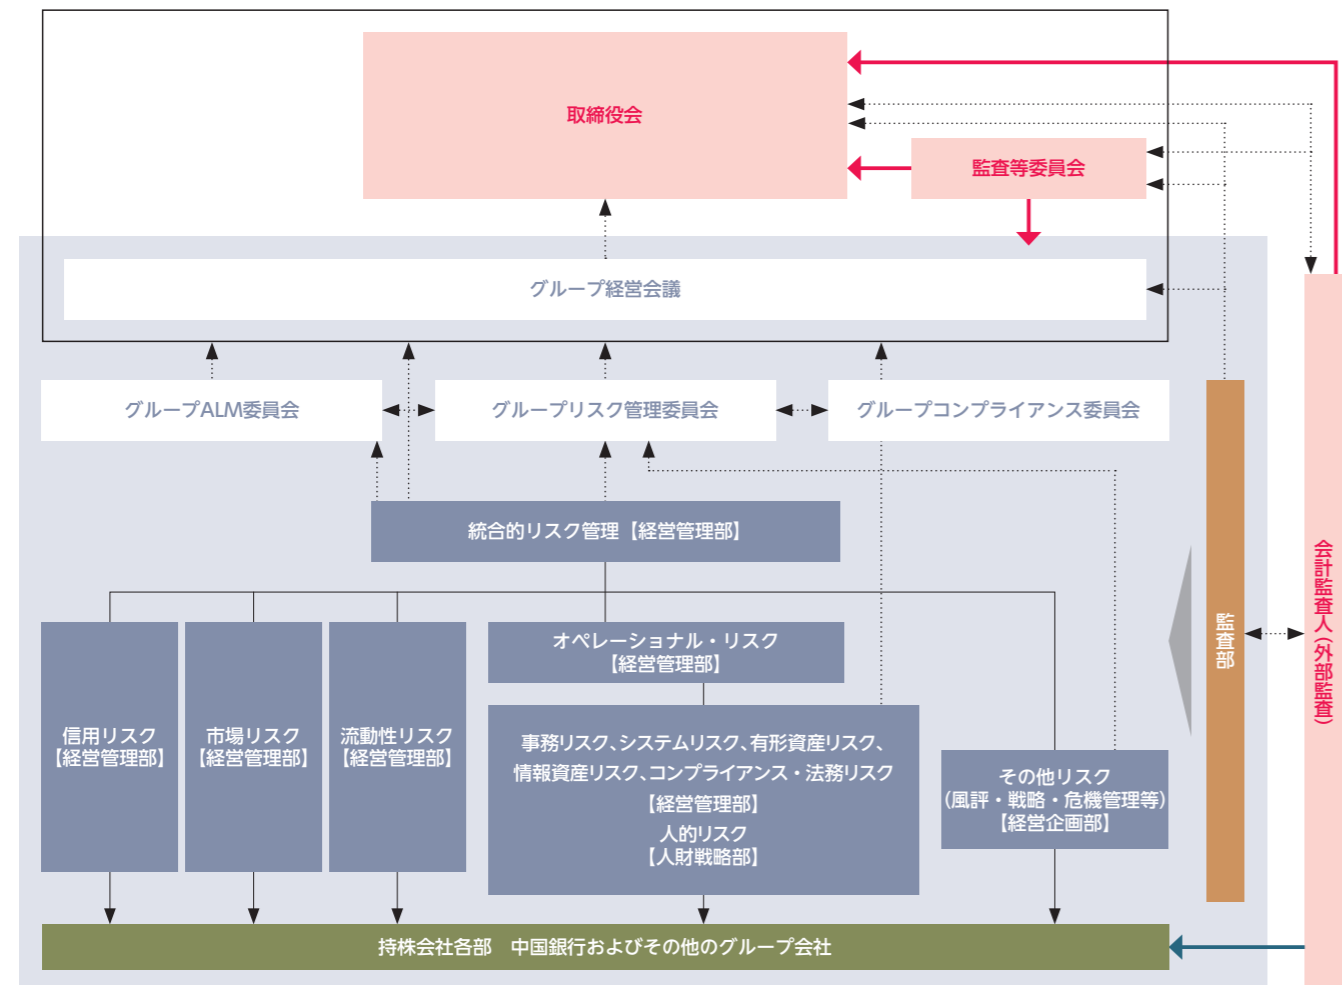 取締役会
監査等委員会
グループ経営会議
グループALM委員会
グループリスク管理委員会
グループコンプライアンス委員会
統合的リスク管理【経営管理部】
信用リスク
【経営管理部】
市場リスク
【経営管理部】
流動性リスク
【経営管理部】
オペレーショナル・リスク
【経営管理部】
事務リスク、システムリスク、有形資産リスク、
情報資産リスク、コンプライアンス・法務リスク
【経営管理部】
人的リスク
【人財戦略部】
その他リスク
(風評・戦略・危機管理等)
【経営企画部】
監査部
会計監査人(外部監査)
持株会社各部　中国銀行およびその他のグループ会社